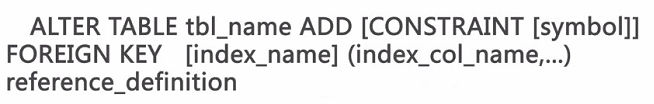 ALTER TABLE tbl_name ADD [CONSTRAINT [symbol]]
FOREIGN KEY [index_name] (index_col_name,...)
reference_definition